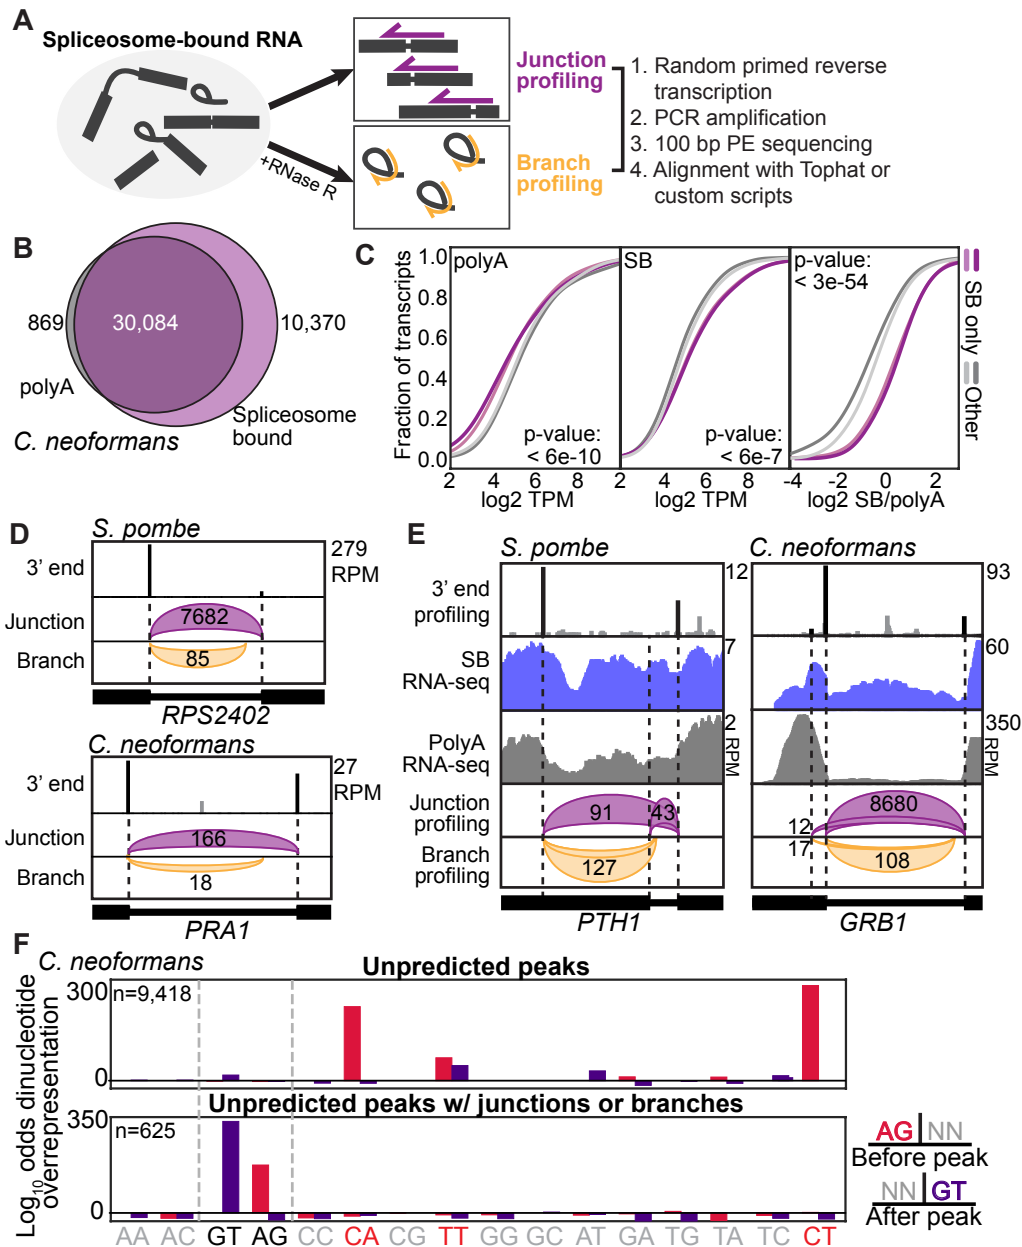 A
Spliceosome-bound RNA
+RNase R
Junction
profiling
Branch
profiling
1. Random primed reverse
transcription
2. PCR amplification
3. 100 bp PE sequencing
4. Alignment with Tophat or
custom scripts
B
869
30,084
10,370
polyA
Spliceosome
bound
C. neoformans
C
Fraction of transcripts
1.0
0.8
0.6
0.4
0.2
0.0
polyA
p-value:
< 6e-10
2 4 6 8
log2 TPM
SB
p-value:
< 6e-7
2 4 6 8
log2 TPM
p-value:
< 3e-54
-4 -2 0 2
log2 SB/polyA
SB only
Other
D
S. pombe
3' end
279
RPM
Junction
7682
Branch
85
RPS2402
C. neoformans
3' end
27
RPM
Junction
166
Branch
18
PRA1
E
S. pombe
C. neoformans
3' end
profiling
12
93
SB
RNA-seq
7
60
PolyA
RNA-seq
2
RPM
350
RPM
Junction
profiling
91
43
8680
12
Branch
profiling
127
17
108
PTH1
GRB1
F
C. neoformans
Unpredicted peaks
Log10 odds dinucleotide
overrepresentation
300
n=9,418
0
Unpredicted peaks w/ junctions or branches
350
n=625
0
AA AC GT AG CC CA CG TT GG GC AT GA TG TA TC CT
AG NN
Before peak
NN GT
After peak